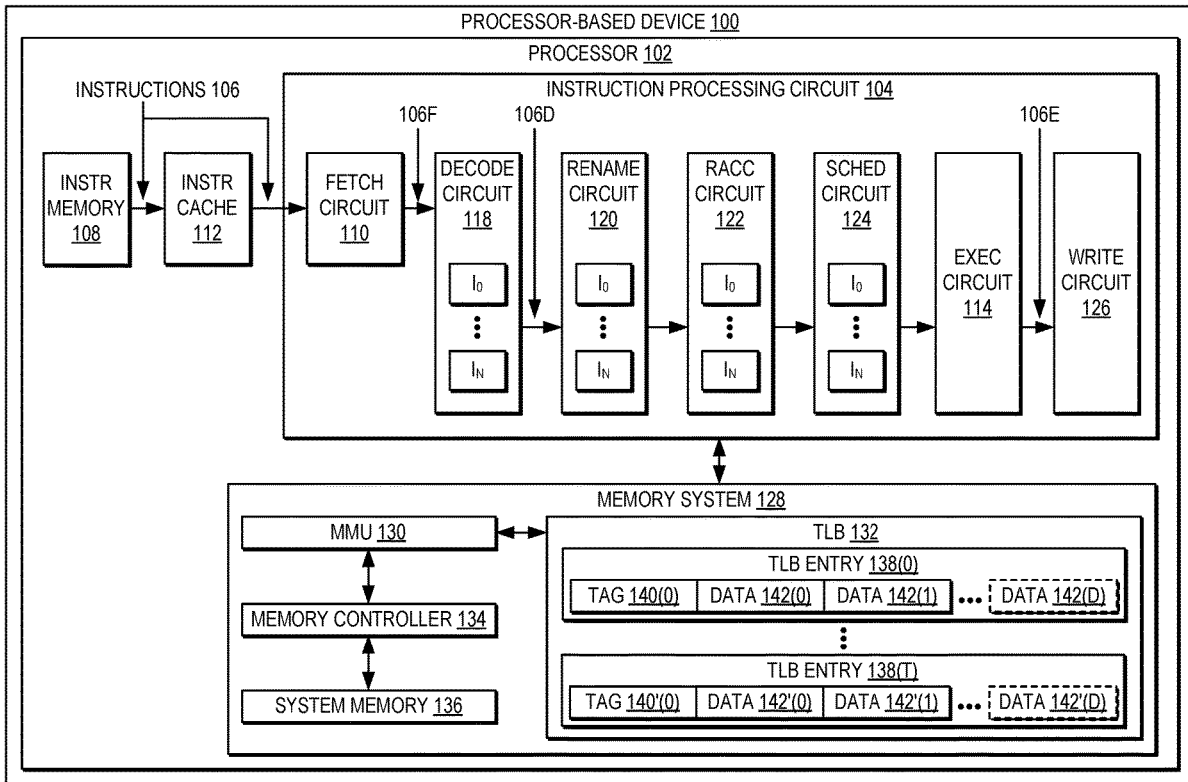 PROCESSOR-BASED DEVICE 100
PROCESSOR 102
INSTRUCTIONS 106
INSTRUCTION PROCESSING CIRCUIT 104
106F
106D
106E
INSTR
MEMORY
108
INSTR
CACHE
112
FETCH
CIRCUIT
110
DECODE
CIRCUIT
118
I0
IN
RENAME
CIRCUIT
120
I0
IN
RACC
CIRCUIT
122
I0
IN
SCHED
CIRCUIT
124
I0
IN
EXEC
CIRCUIT
114
WRITE
CIRCUIT
126
MEMORY SYSTEM 128
MMU 130
MEMORY CONTROLLER 134
SYSTEM MEMORY 136
TLB 132
TLB ENTRY 138(0)
TAG 140(0) DATA 142(0) DATA 142(1) ••• DATA 142(D)
TLB ENTRY 138(T)
TAG 140'(0) DATA 142'(0) DATA 142'(1) ••• DATA 142'(D)